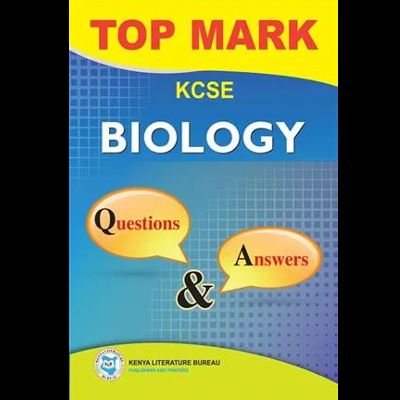 TOP MARK
KCSE
BIOLOGY
Questions
&
Answers
KENYA LITERATURE BUREAU
PUBLISHERS AND PRINTERS